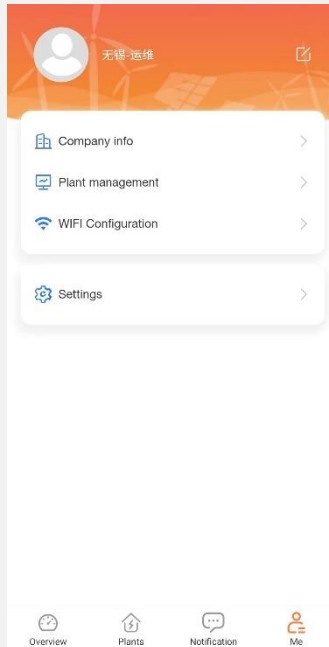 无锡-运维
Company info
Plant management
WIFI Configuration
Settings
Overview
Plants
Notification
Me